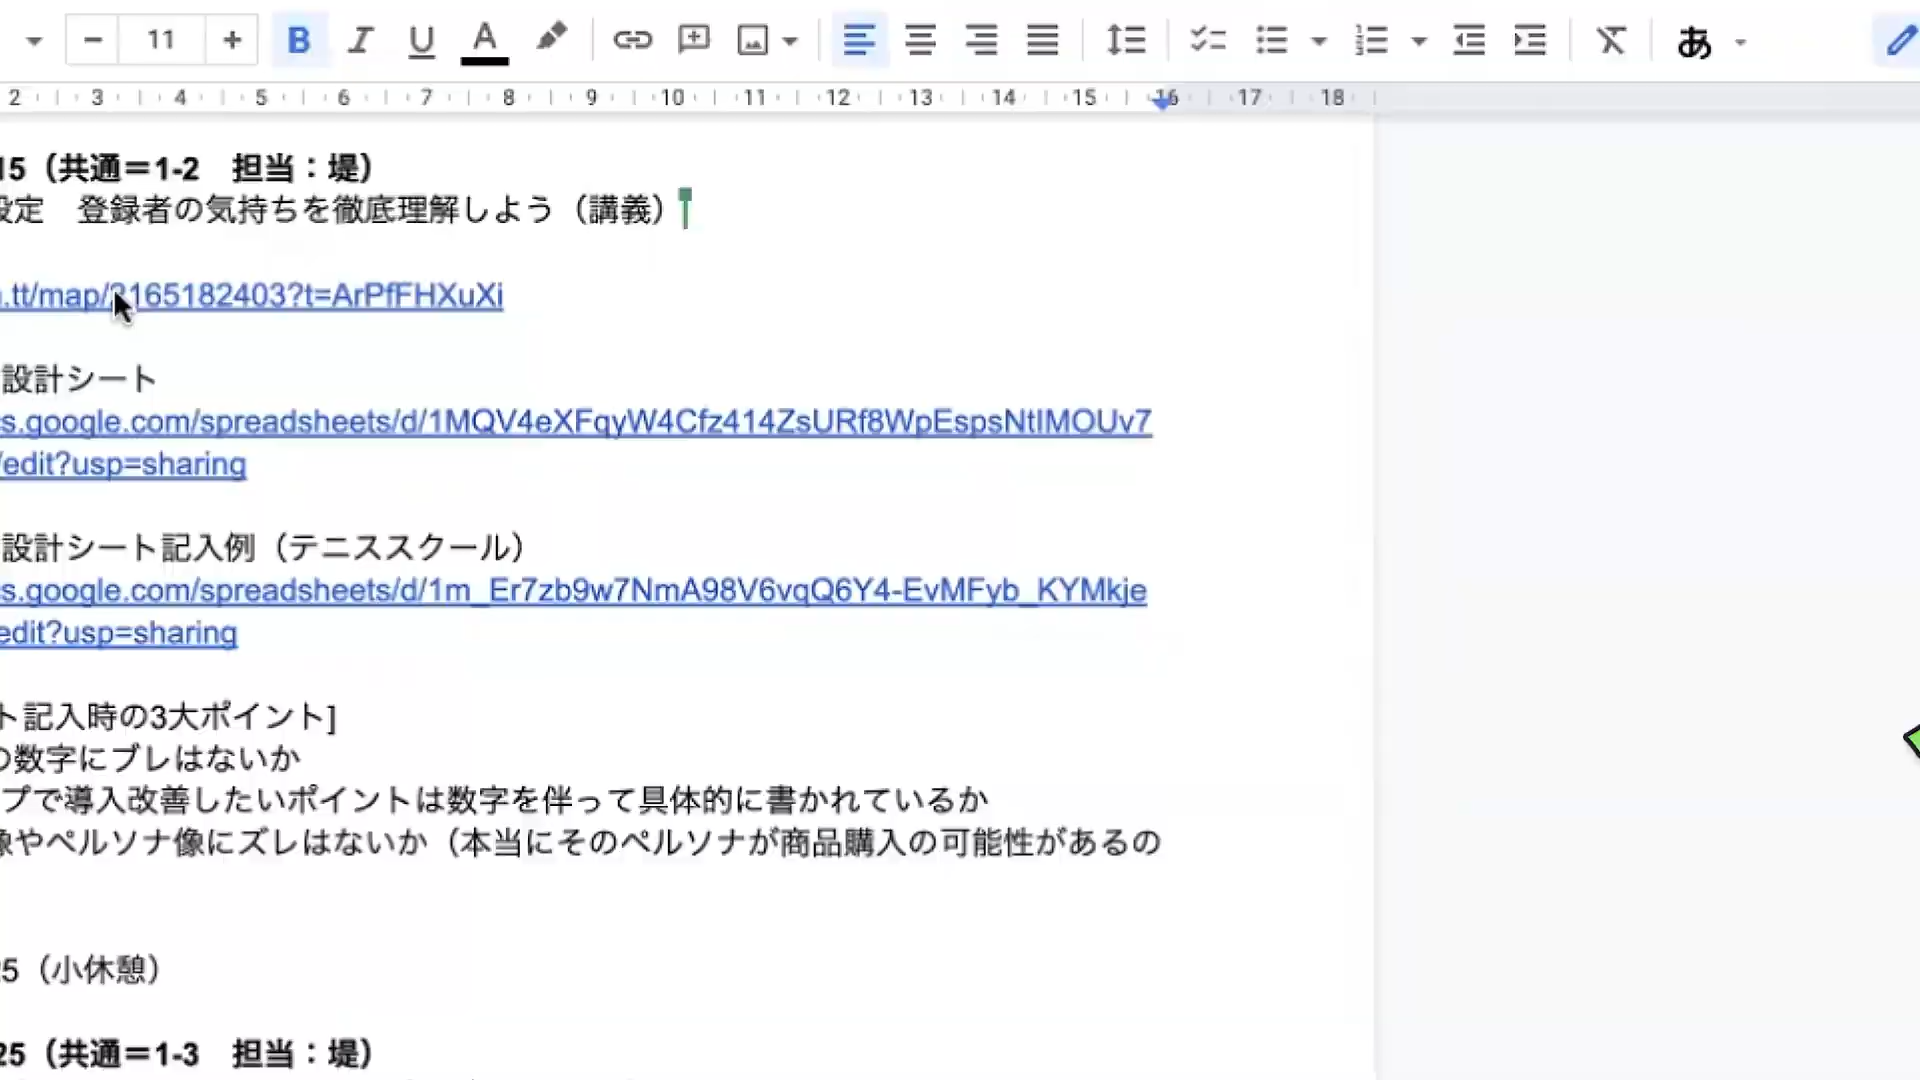 11
B I U A あ
2 3 4 5 6 7 8 9 10 11 12 13 14 15 16 17 18
15（共通＝1-2　担当：堤）
設定　登録者の気持ちを徹底理解しよう（講義）
.tt/map/2165182403?t=ArPfFHXuXi
設計シート
cs.google.com/spreadsheets/d/1MQV4eXFqyW4Cfz414ZsURf8WpEspsNtIMOUv7
/edit?usp=sharing
設計シート記入例（テニススクール）
cs.google.com/spreadsheets/d/1m_Er7zb9w7NmA98V6vqQ6Y4-EvMFyb_KYMkje
edit?usp=sharing
ト記入時の3大ポイント]
の数字にブレはないか
プで導入改善したいポイントは数字を伴って具体的に書かれているか
像やペルソナ像にズレはないか（本当にそのペルソナが商品購入の可能性があるの
25（小休憩）
25（共通＝1-3　担当：堤）